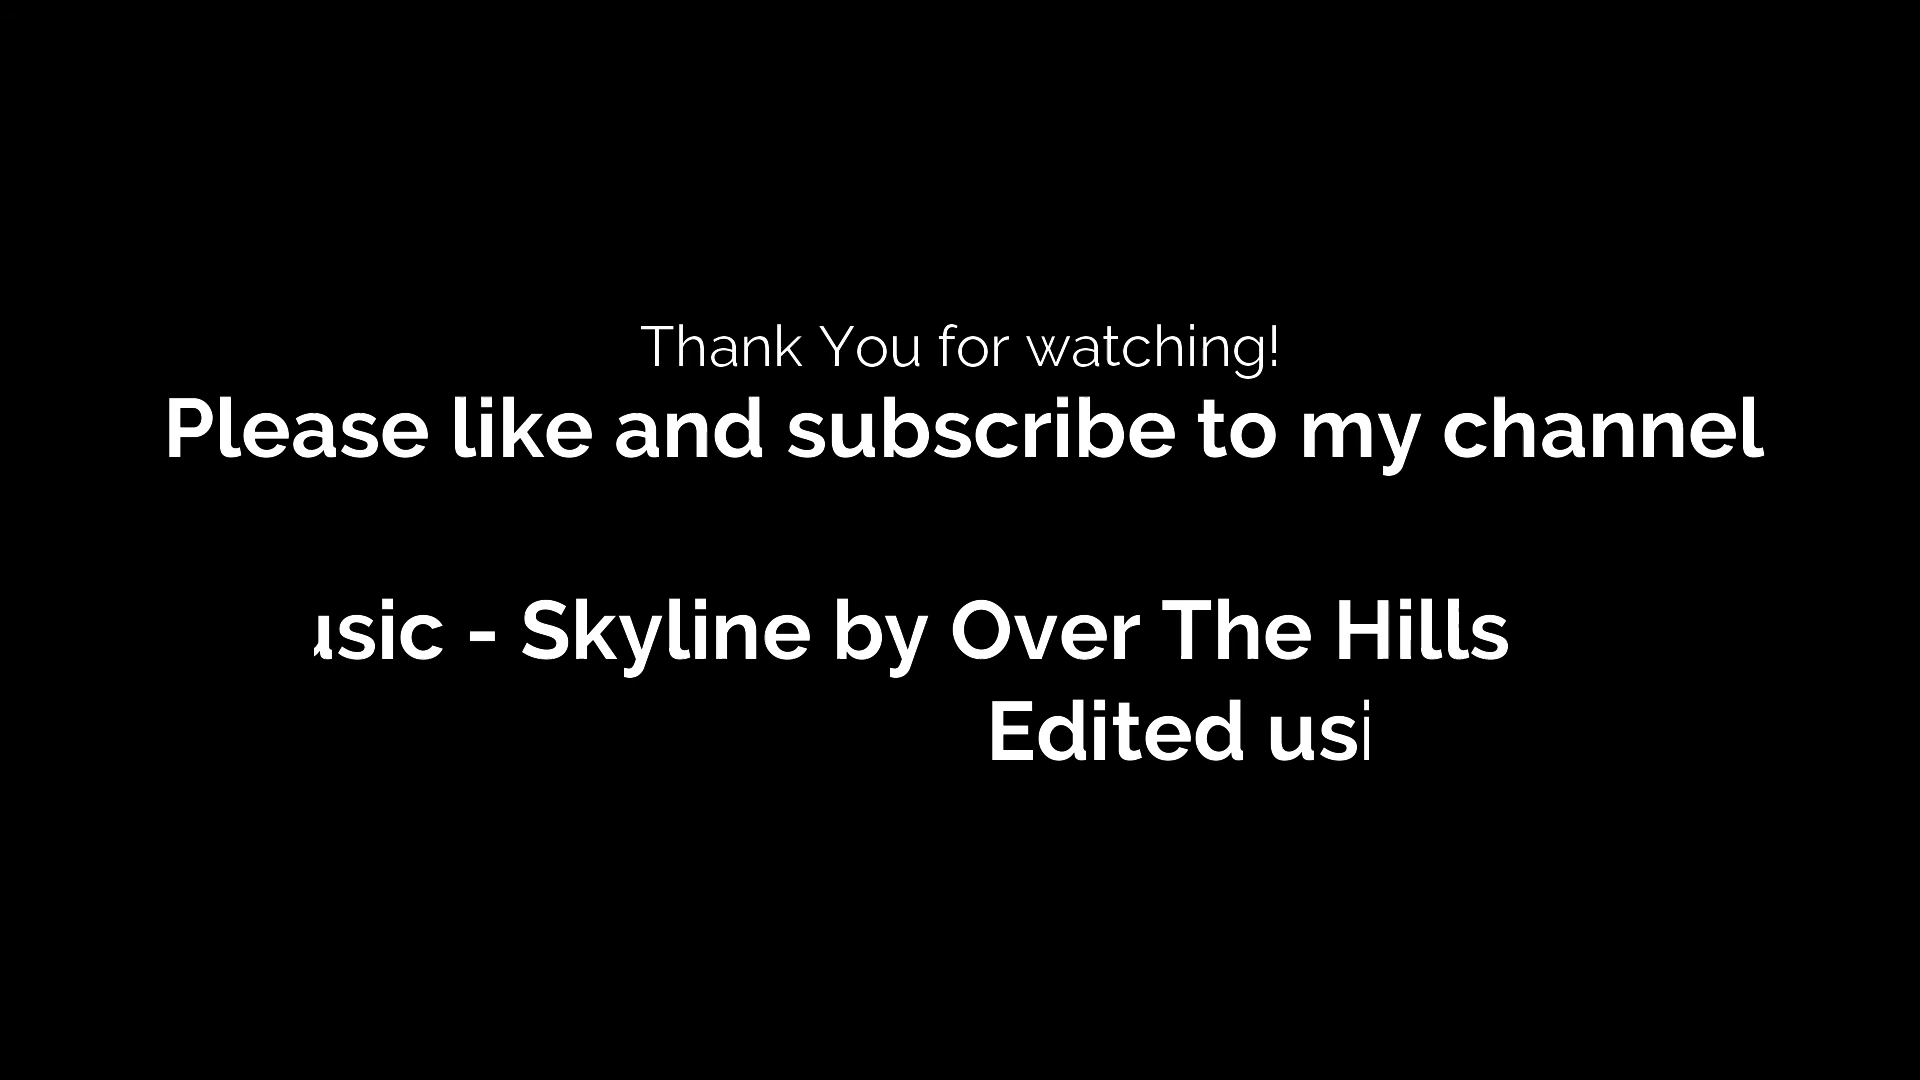 Thank You for watching!
Please like and subscribe to my channel
usic - Skyline by Over The Hills
Edited usi